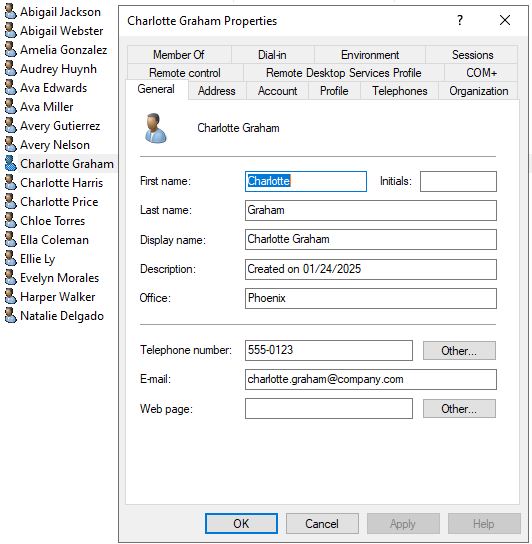 Abigail Jackson
Abigail Webster
Amelia Gonzalez
Audrey Huynh
Ava Edwards
Ava Miller
Avery Gutierrez
Avery Nelson
Charlotte Graham
Charlotte Harris
Charlotte Price
Chloe Torres
Ella Coleman
Ellie Ly
Evelyn Morales
Harper Walker
Natalie Delgado
Charlotte Graham Properties ? ×
Member Of Dial-in Environment Sessions
Remote control Remote Desktop Services Profile COM+
General Address Account Profile Telephones Organization
Charlotte Graham
First name: Charlotte Initials:
Last name: Graham
Display name: Charlotte Graham
Description: Created on 01/24/2025
Office: Phoenix
Telephone number: 555-0123 Other...
E-mail: charlotte.graham@company.com
Web page: Other...
OK Cancel Apply Help